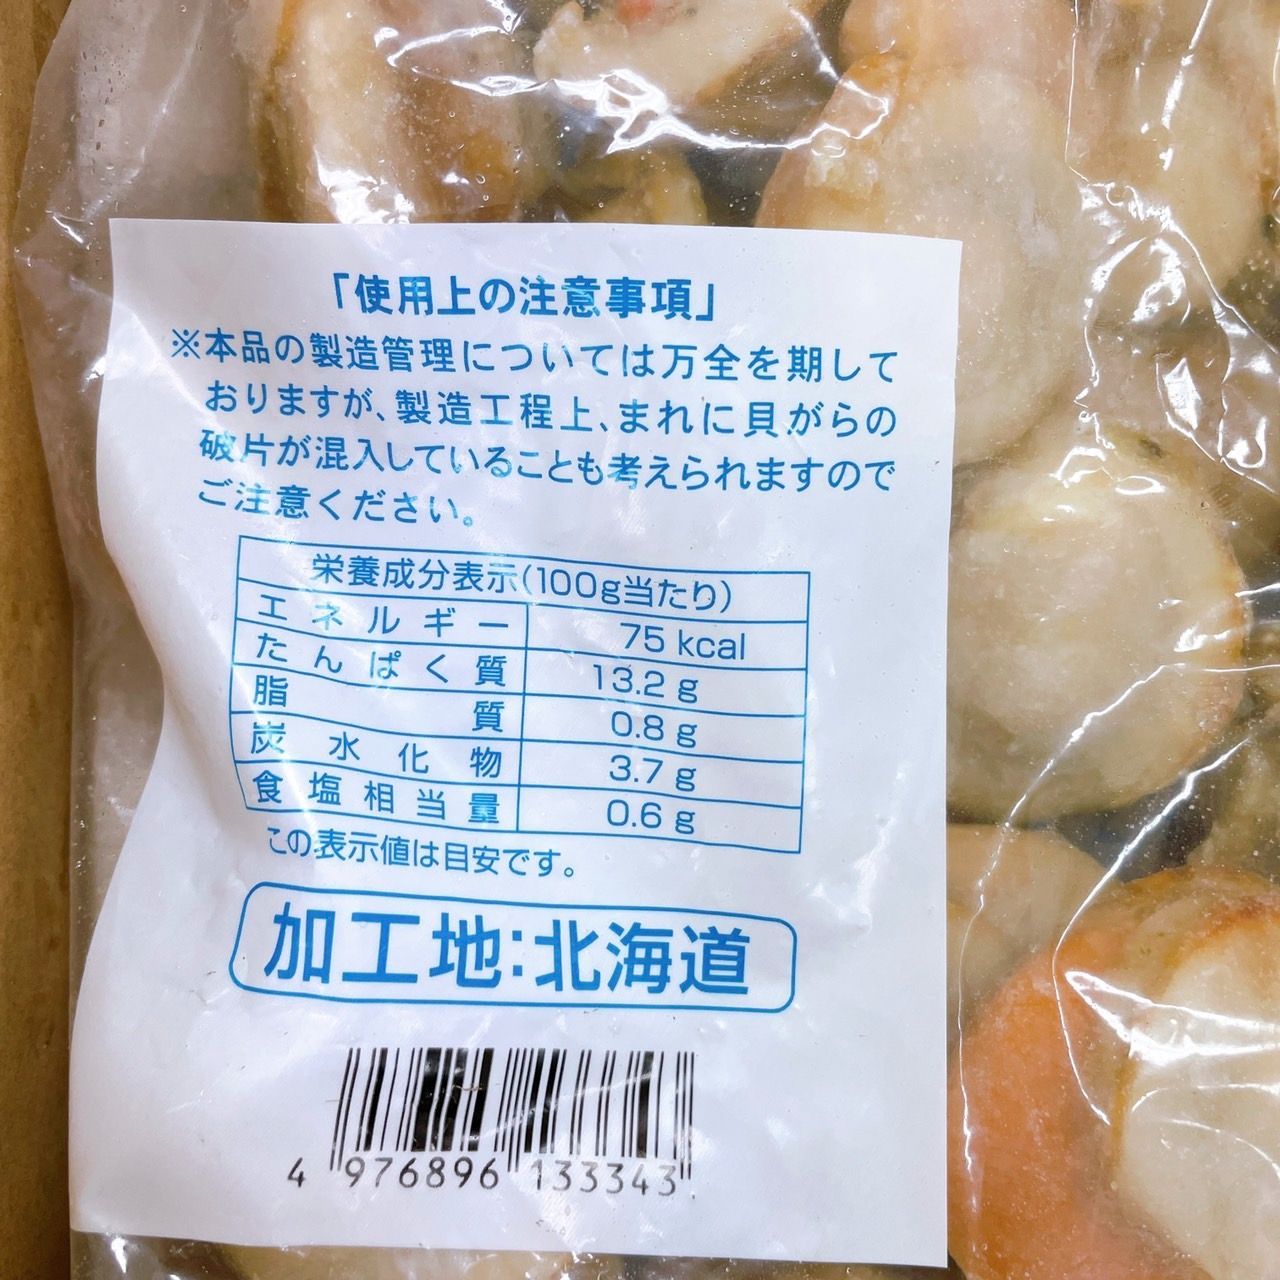 「使用上の注意事項」
※本品の製造管理については万全を期して
おりますが、製造工程上、まれに貝がらの
破片が混入していることも考えられますので
ご注意ください。
栄養成分表示(100g当たり)
エネルギー 75 kcal
たんぱく質 13.2 g
脂質 0.8 g
炭水化物 3.7 g
食塩相当量 0.6 g
この表示値は目安です。
加工地:北海道
4 976896 133343